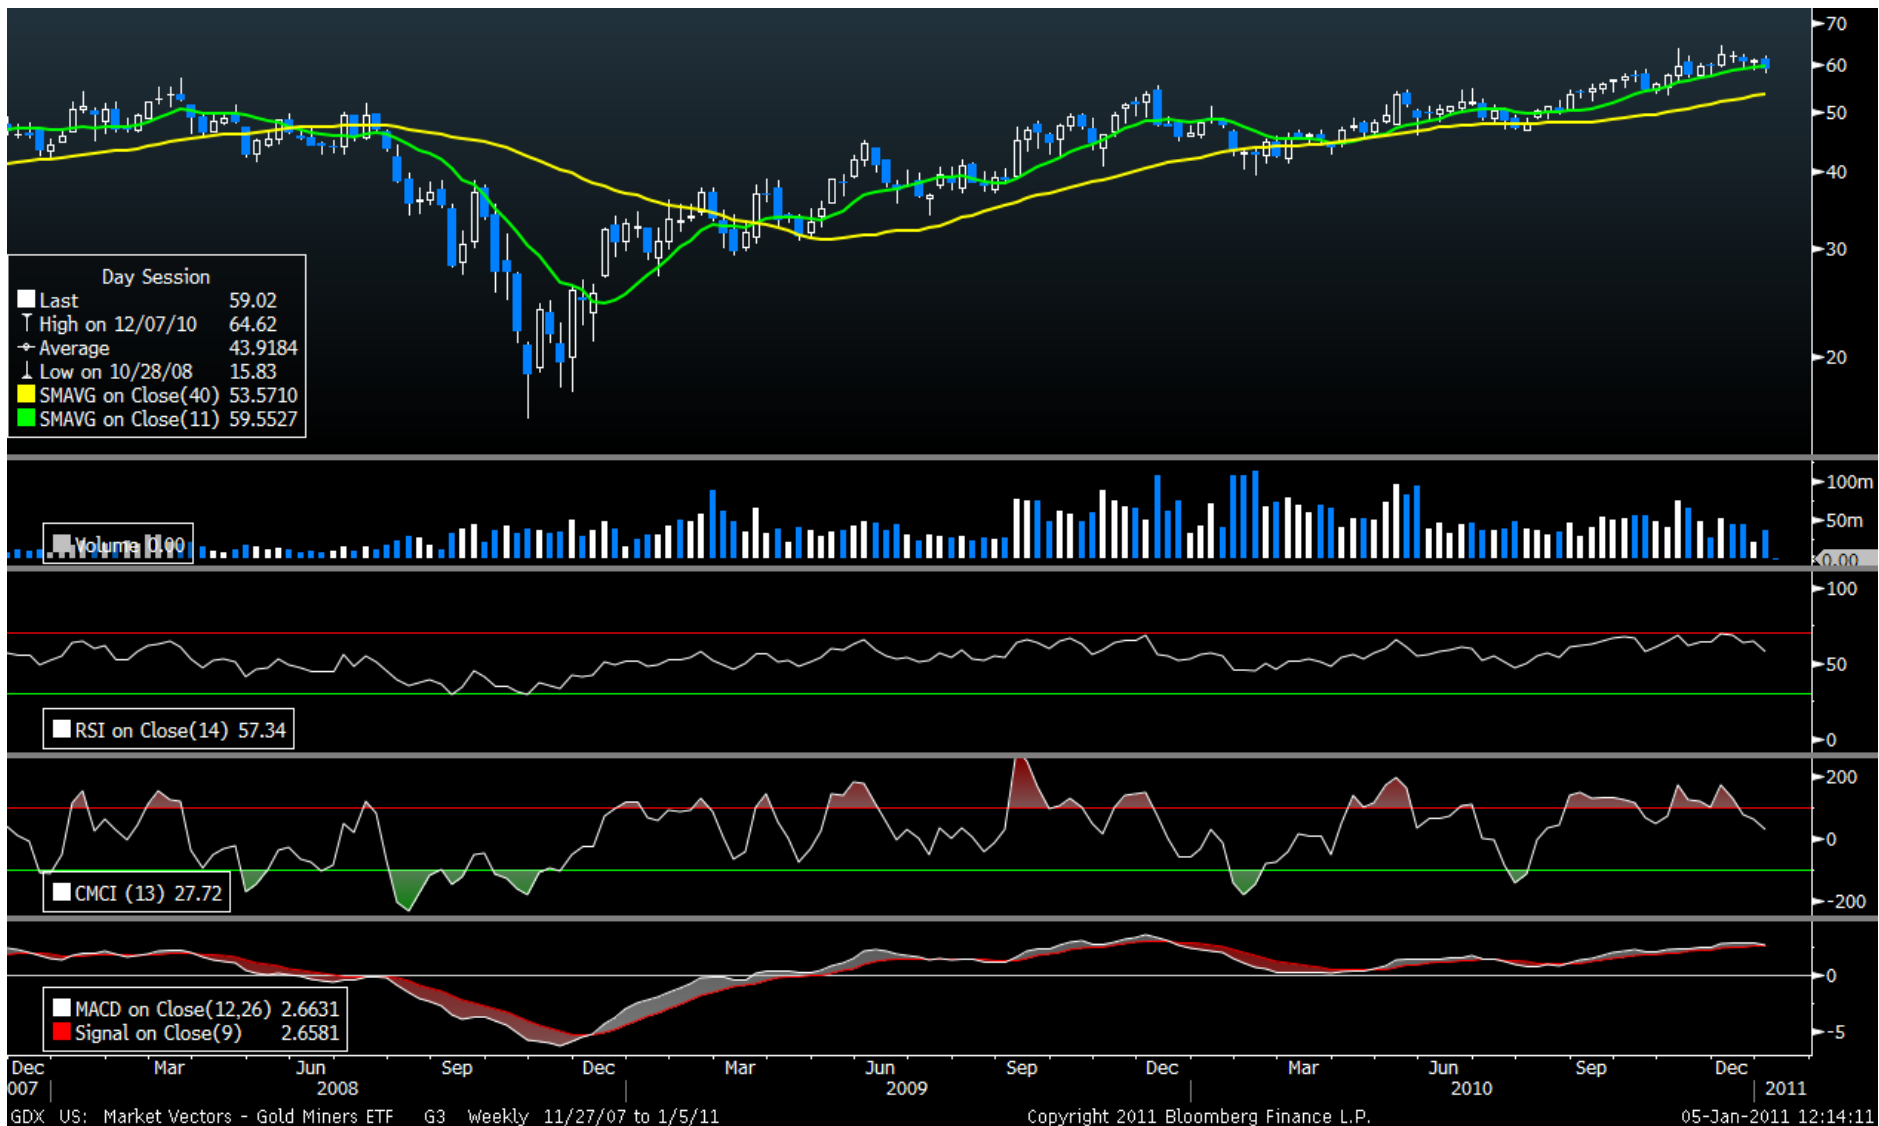 70
60
50
40
30
20
Day Session
Last 59.02
High on 12/07/10 64.62
Average 43.9184
Low on 10/28/08 15.83
SMAVG on Close(40) 53.5710
SMAVG on Close(11) 59.5527
100m
50m
0.00
Volume 0.00
100
50
0
RSI on Close(14) 57.34
200
0
-200
CMCI (13) 27.72
0
-5
MACD on Close(12,26) 2.6631
Signal on Close(9) 2.6581
Dec Mar Jun Sep Dec Mar Jun Sep Dec Mar Jun Sep Dec
007 2008 2009 2010 2011
GDX US: Market Vectors - Gold Miners ETF G3 Weekly 11/27/07 to 1/5/11 Copyright 2011 Bloomberg Finance L.P. 05-Jan-2011 12:14:11